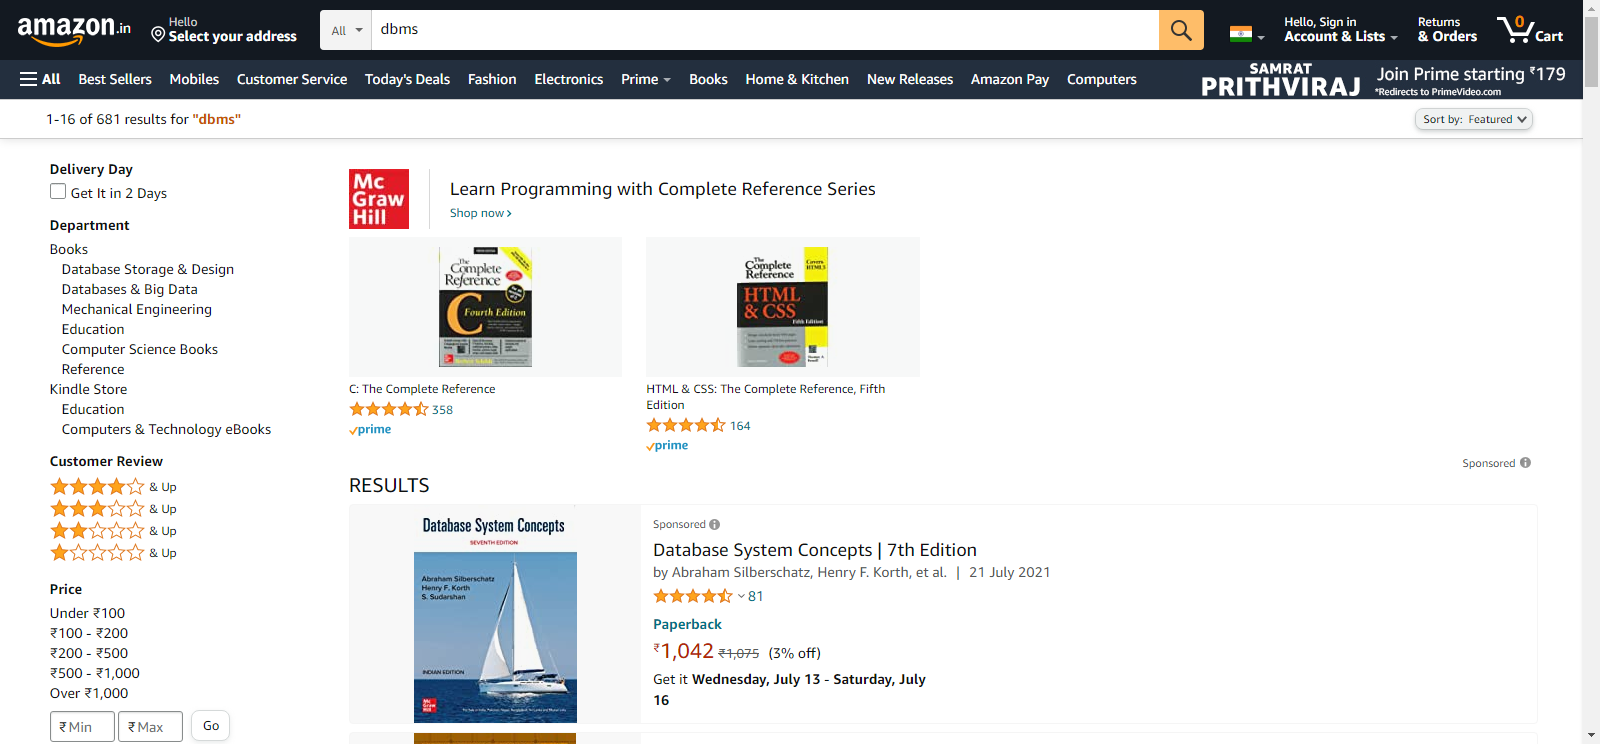 amazon.in
Hello
Select your address
All
dbms
Hello, Sign in
Account & Lists
Returns
& Orders
0
Cart
All
Best Sellers
Mobiles
Customer Service
Today's Deals
Fashion
Electronics
Prime
Books
Home & Kitchen
New Releases
Amazon Pay
Computers
SAMRAT
PRITHVIRAJ
Join Prime starting ₹179
*Redirects to PrimeVideo.com
1-16 of 681 results for "dbms"
Sort by: Featured
Delivery Day
Get It in 2 Days
Department
Books
Database Storage & Design
Databases & Big Data
Mechanical Engineering
Education
Computer Science Books
Reference
Kindle Store
Education
Computers & Technology eBooks
Customer Review
& Up
& Up
& Up
& Up
Price
Under ₹100
₹100 - ₹200
₹200 - ₹500
₹500 - ₹1,000
Over ₹1,000
₹ Min
₹ Max
Go
Mc
Graw
Hill
Learn Programming with Complete Reference Series
Shop now ›
The
Complete
Reference
C
Fourth Edition
C: The Complete Reference
358
prime
The
Complete
Reference
Covers
HTML5
HTML
& CSS
Fifth Edition
HTML & CSS: The Complete Reference, Fifth
Edition
164
prime
Sponsored
RESULTS
Database System Concepts
SEVENTH EDITION
Abraham Silberschatz
Henry F. Korth
S. Sudarshan
INDIAN EDITION
Mc
Graw
Hill
Sponsored
Database System Concepts | 7th Edition
by Abraham Silberschatz, Henry F. Korth, et al. | 21 July 2021
81
Paperback
₹1,042 ₹1,075 (3% off)
Get it Wednesday, July 13 - Saturday, July
16